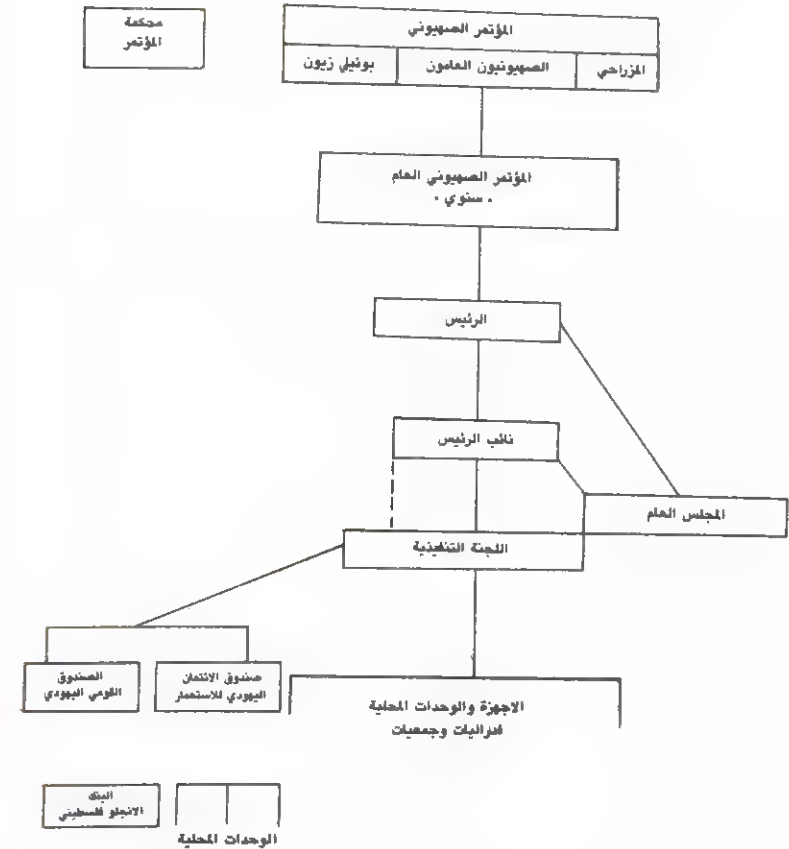 محكمة
المؤتمر
المؤتمر الصهيوني
المزراحي
الصهيونيون العامون
بوئيلي زيون
المؤتمر الصهيوني العام
• سنوي •
الرئيس
نائب الرئيس
المجلس العام
اللجنة التنفيذية
صندوق الائتمان
اليهودي للاستعمار
الصندوق
القومي اليهودي
الاجهزة والوحدات المحلية
فدراليات وجمعيات
البنك
الانجلو فلسطيني
الوحدات المحلية